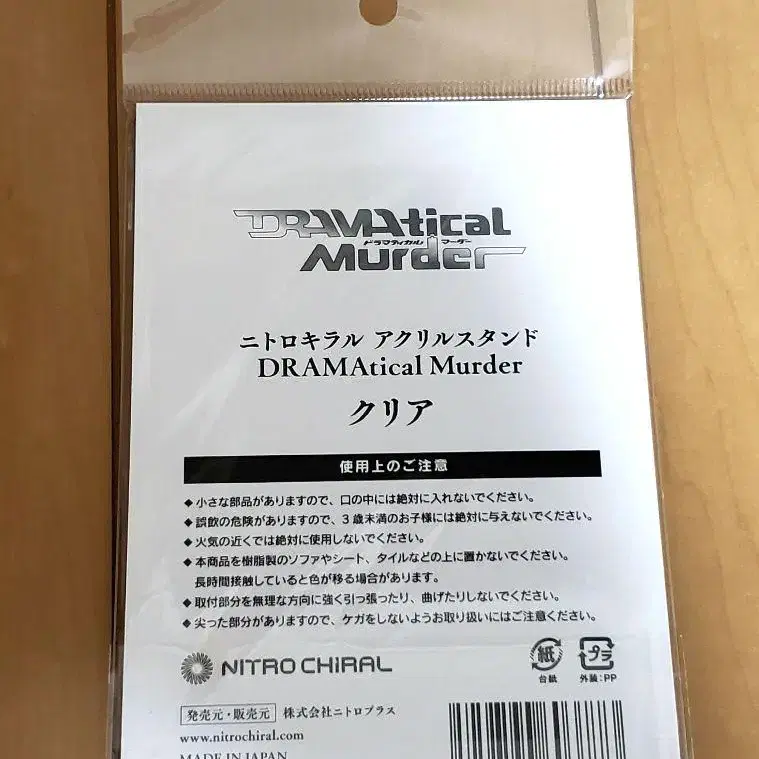 DRAMAtical
ドラマティカル マーダー
Murder
ニトロキラル アクリルスタンド
DRAMAtical Murder
クリア
使用上のご注意
◆小さな部品がありますので、口の中には絶対に入れないでください。
◆誤飲の危険がありますので、3歳未満のお子様には絶対に与えないでください。
◆火気の近くでは絶対に使用しないでください。
◆本商品を樹脂製のソファやシート、タイルなどの上に置かないでください。
長時間接触していると色が移る場合があります。
◆取付部分を無理な方向に強く引っ張ったり、曲げたりしないでください。
◆尖った部分がありますので、ケガをしないようお取り扱いにはご注意ください。
NITRO CHIRAL
紙
台紙
プラ
外装:PP
発売元・販売元 株式会社ニトロプラス
www.nitrochiral.com
MADE IN JAPAN